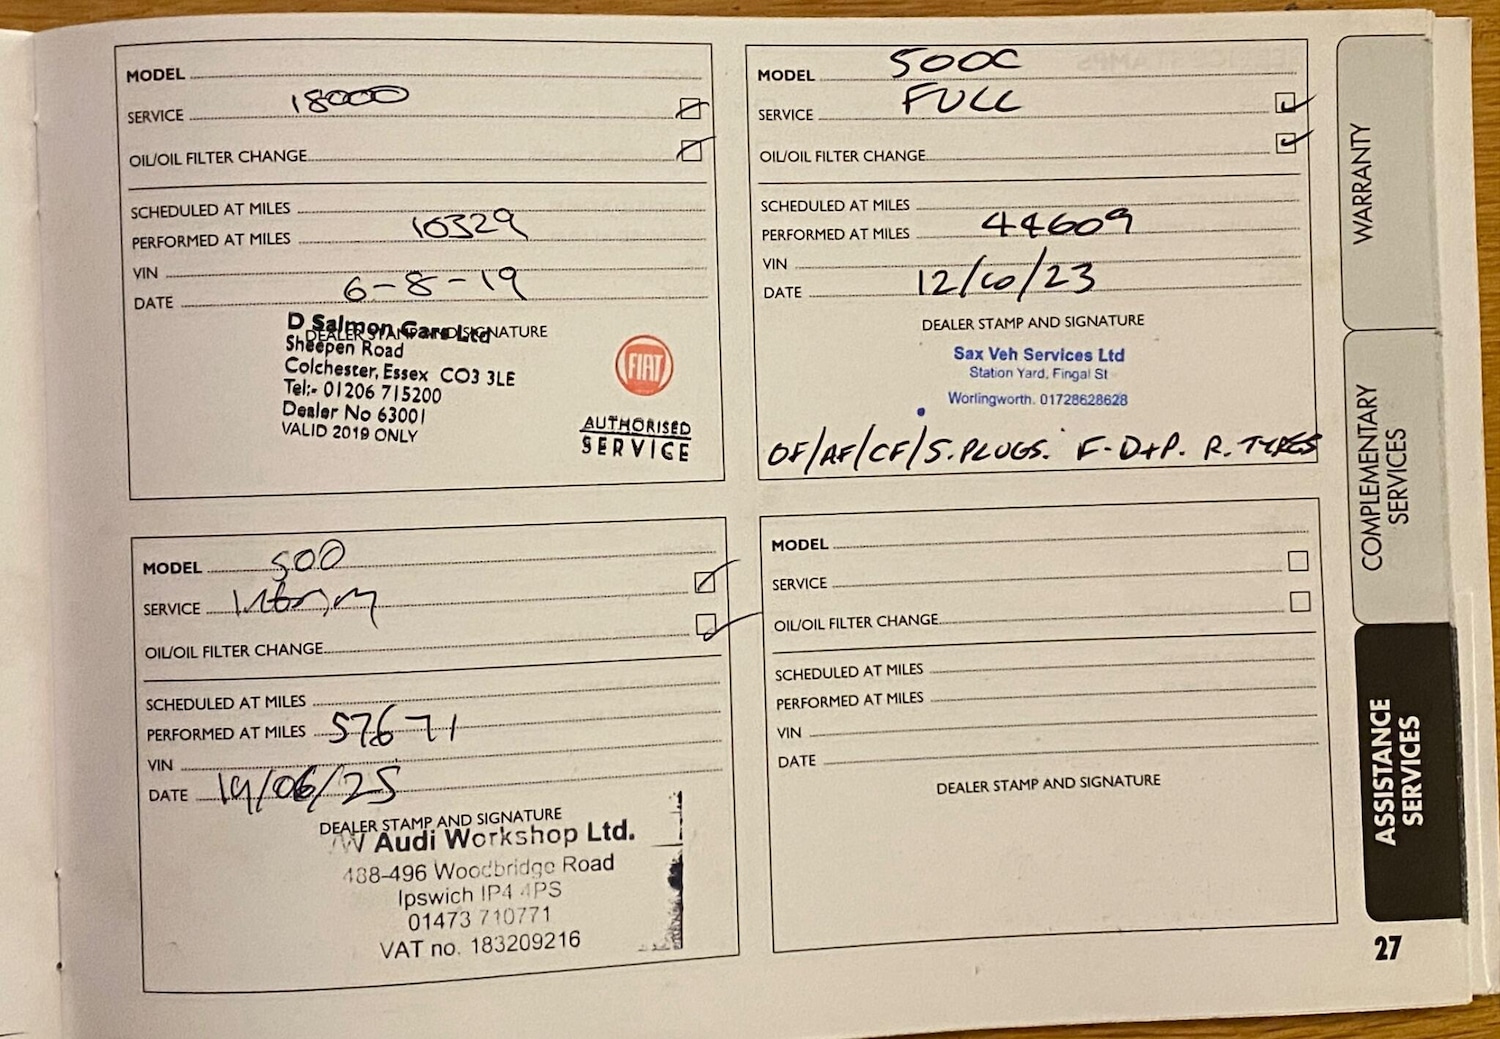 MODEL
SERVICE 18000
OIL/OIL FILTER CHANGE
SCHEDULED AT MILES
PERFORMED AT MILES 10329
VIN
DATE 6-8-19
DEALER STAMP AND SIGNATURE
D Salmon Cars Ltd
Sheepen Road
Colchester, Essex CO3 3LE
Tel:- 01206 715200
Dealer No 63001
VALID 2019 ONLY
FIAT
AUTHORISED
SERVICE
MODEL 500C
SERVICE FULL
OIL/OIL FILTER CHANGE
SCHEDULED AT MILES
PERFORMED AT MILES 44609
VIN
DATE 12/10/23
DEALER STAMP AND SIGNATURE
Sax Veh Services Ltd
Station Yard, Fingal St
Worlingworth. 01728628628
OF/AF/CF/S.PLUGS. F-D+P. R. TYRES
MODEL 500
SERVICE
OIL/OIL FILTER CHANGE
SCHEDULED AT MILES
PERFORMED AT MILES 57671
VIN
DATE 19/06/25
DEALER STAMP AND SIGNATURE
VW Audi Workshop Ltd.
488-496 Woodbridge Road
Ipswich IP4 4PS
01473 710771
VAT no. 183209216
MODEL
SERVICE
OIL/OIL FILTER CHANGE
SCHEDULED AT MILES
PERFORMED AT MILES
VIN
DATE
DEALER STAMP AND SIGNATURE
WARRANTY
COMPLEMENTARY
SERVICES
ASSISTANCE
SERVICES
27